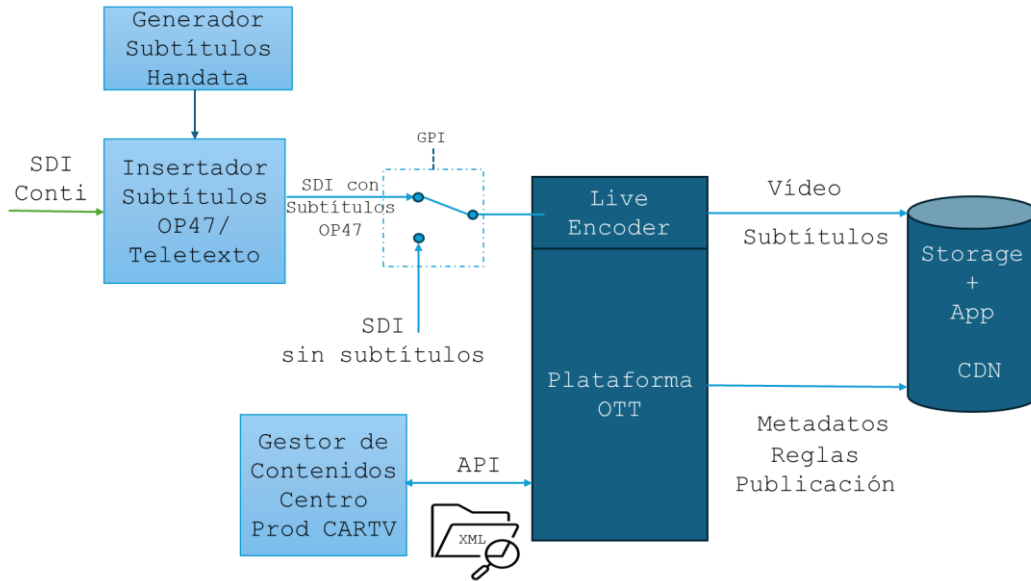 Generador
Subtítulos
Handata
GPI
SDI
Conti
Insertador
Subtítulos
OP47/
Teletexto
SDI con
Subtítulos
OP47
Live
Encoder
Vídeo
Subtítulos
Storage
+
App
CDN
SDI
sin subtítulos
Plataforma
OTT
Metadatos
Reglas
Publicación
Gestor de
Contenidos
Centro
Prod CARTV
API
XML